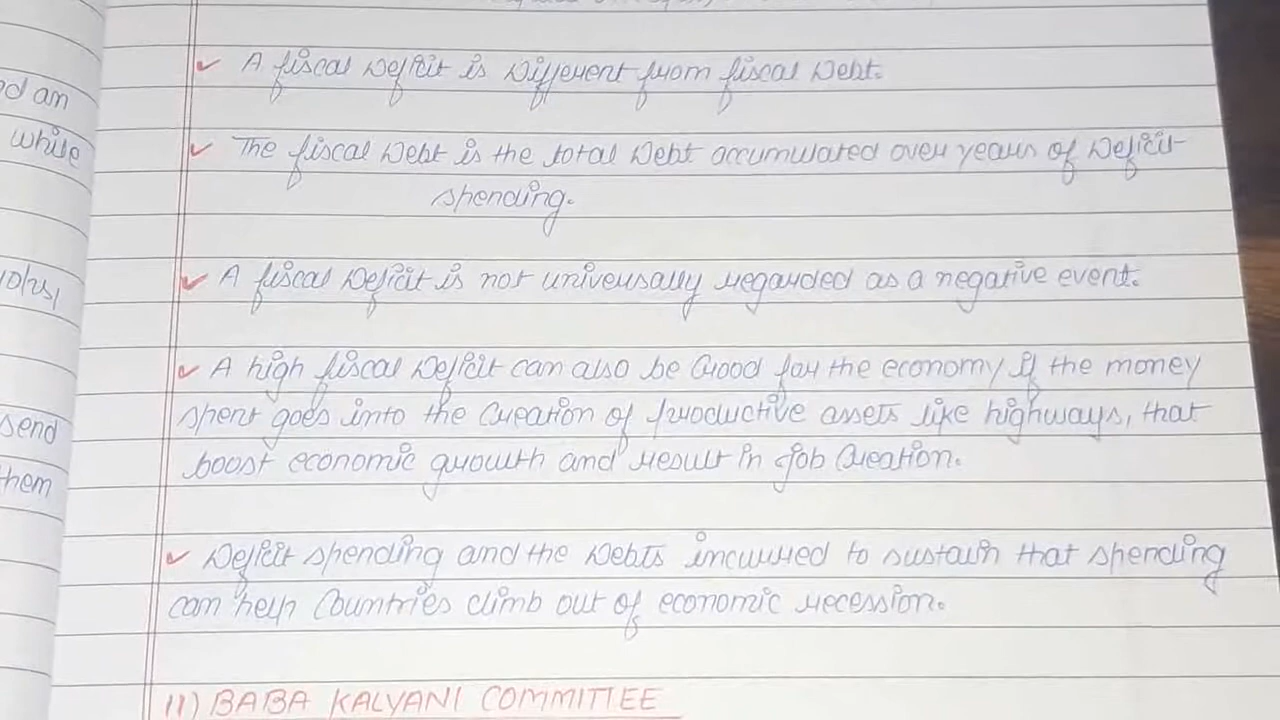 ✓ A fiscal Deficit is Different from fiscal Debt.
✓ The fiscal Debt is the total Debt accumulated over years of Deficit
spending.
✓ A fiscal Deficit is not universally regarded as a negative event.
✓ A high fiscal Deficit can also be Good for the economy if the money
spent goes into the Creation of Productive assets like highways, that
boost economic growth and result in job Creation.
✓ Deficit spending and the Debts incurred to sustain that spending
can help Countries climb out of economic recession.
11) BABA KALYANI COMMITTEE
an
while
send
them